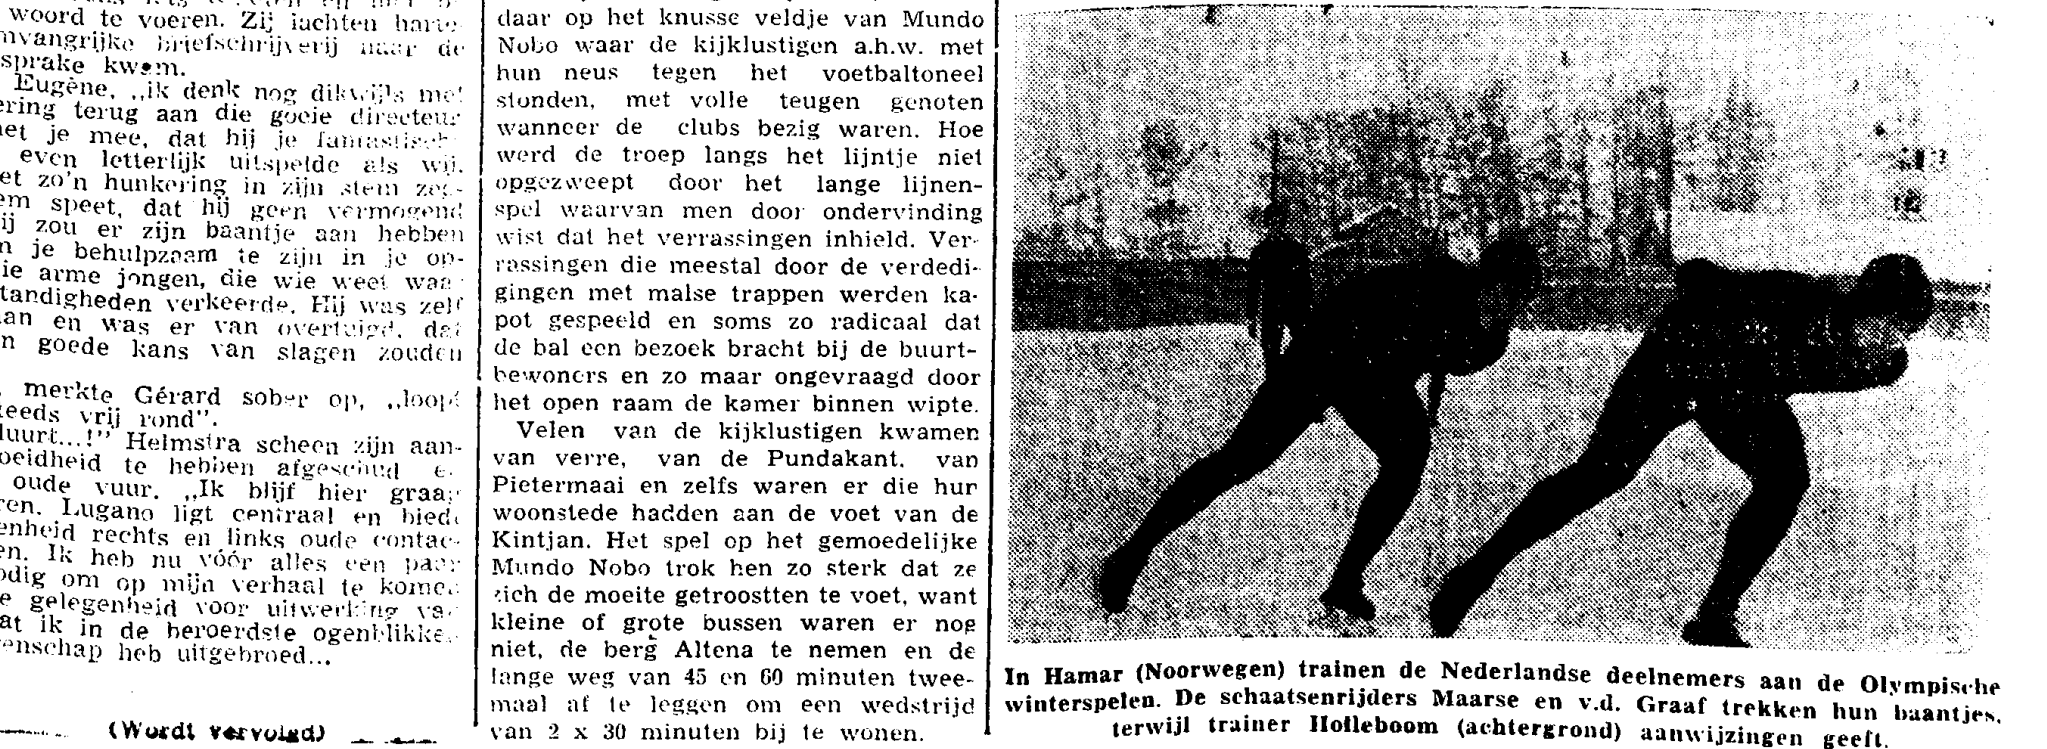 woord te voeren. Zij lachten harte-
mvangrijke briefschrijverij naar de
sprake kwam.
Eugène, „ik denk nog dikwijls met
ering terug aan die goeie directeur
net je mee, dat hij je fantastisch
even letterlijk uitspelde als wij.
et zo'n hunkering in zijn stem zeg-
em speet, dat hij geen vermogend
ij zou er zijn baantje aan hebben
n je behulpzaam te zijn in je op-
ie arme jongen, die wie weet waar
tandigheden verkeerde. Hij was zelf
an en was er van overtuigd, dat
n goede kans van slagen zouden
merkte Gérard sober op, „loopt
eeds vrij rond”.
luurt...!” Helmstra scheen zijn aan-
oeidheid te hebben afgeschud e
oude vuur. „Ik blijf hier graag
ren. Lugano ligt centraal en biedt
enheid rechts en links oude contac-
en. Ik heb nu vóór alles een paar
odig om op mijn verhaal te komen
e gelegenheid voor uitwerking va
at ik in de beroerdste ogenblikke
enschap heb uitgebroed...
(Wordt vervolgd)
daar op het knusse veldje van Mundo
Nobo waar de kijklustigen a.h.w. met
hun neus tegen het voetbaltoneel
stonden, met volle teugen genoten
wanneer de clubs bezig waren. Hoe
werd de troep langs het lijntje niet
opgezweept door het lange lijnen-
spel waarvan men door ondervinding
wist dat het verrassingen inhield. Ver-
rassingen die meestal door de verdedi-
gingen met malse trappen werden ka-
pot gespeeld en soms zo radicaal dat
de bal een bezoek bracht bij de buurt-
bewoners en zo maar ongevraagd door
het open raam de kamer binnen wipte.
Velen van de kijklustigen kwamen
van verre, van de Pundakant, van
Pietermaai en zelfs waren er die hun
woonstede hadden aan de voet van de
Kintjan. Het spel op het gemoedelijke
Mundo Nobo trok hen zo sterk dat ze
zich de moeite getroostten te voet, want
kleine of grote bussen waren er nog
niet, de berg Altena te nemen en de
lange weg van 45 en 60 minuten twee-
maal af te leggen om een wedstrijd
van 2 x 30 minuten bij te wonen.
In Hamar (Noorwegen) trainen de Nederlandse deelnemers aan de Olympische
winterspelen. De schaatsenrijders Maarse en v.d. Graaf trekken hun baantjes,
terwijl trainer Holleboom (achtergrond) aanwijzingen geeft.